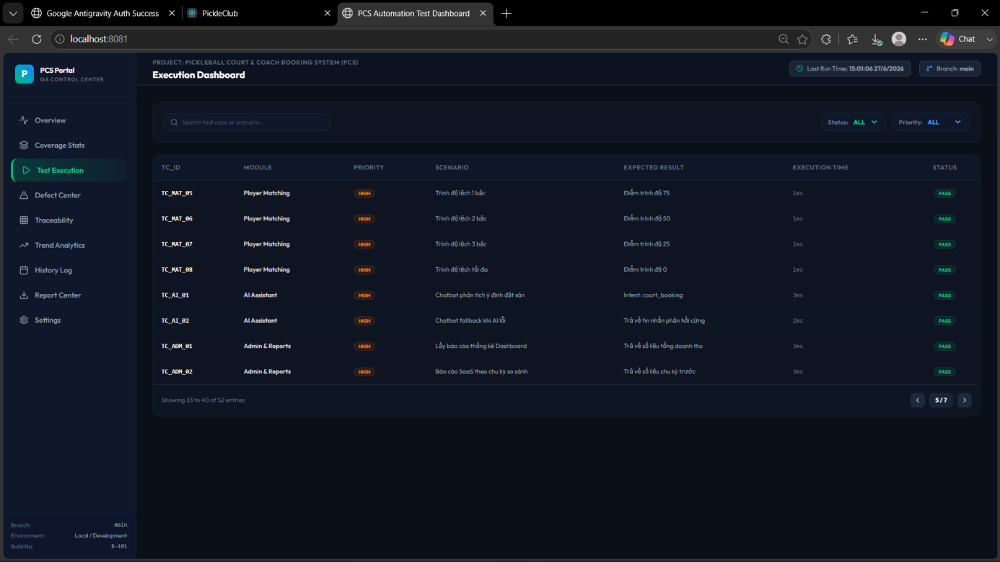 Google Antigravity Auth Success
PickleClub
PCS Automation Test Dashboard
localhost:8081
Chat
P
PCS Portal
QA CONTROL CENTER
PROJECT: PICKLEBALL COURT & COACH BOOKING SYSTEM (PCS)
Execution Dashboard
Last Run Time: 15:01:06 27/6/2026
Branch: main
Overview
Coverage Stats
Test Execution
Defect Center
Traceability
Trend Analytics
History Log
Report Center
Settings
Search test case or scenario...
Status: ALL
Priority: ALL
TC_ID MODULE PRIORITY SCENARIO EXPECTED RESULT EXECUTION TIME STATUS
TC_MAT_05 Player Matching HIGH Trình độ lệch 1 bậc Điểm trình độ 75 1ms PASS
TC_MAT_06 Player Matching HIGH Trình độ lệch 2 bậc Điểm trình độ 50 1ms PASS
TC_MAT_07 Player Matching HIGH Trình độ lệch 3 bậc Điểm trình độ 25 1ms PASS
TC_MAT_08 Player Matching HIGH Trình độ lệch tối đa Điểm trình độ 0 1ms PASS
TC_AI_01 AI Assistant HIGH Chatbot phân tích ý định đặt sân Intent: court_booking 3ms PASS
TC_AI_02 AI Assistant HIGH Chatbot fallback khi AI lỗi Trả về tin nhắn phản hồi cứng 2ms PASS
TC_ADM_01 Admin & Reports HIGH Lấy báo cáo thống kê Dashboard Trả về số liệu tổng doanh thu 3ms PASS
TC_ADM_02 Admin & Reports HIGH Báo cáo SaaS theo chu kỳ so sánh Trả về số liệu chu kỳ trước 3ms PASS
Showing 33 to 40 of 52 entries
5 / 7
Branch: main
Environment: Local / Development
Build No: B-101